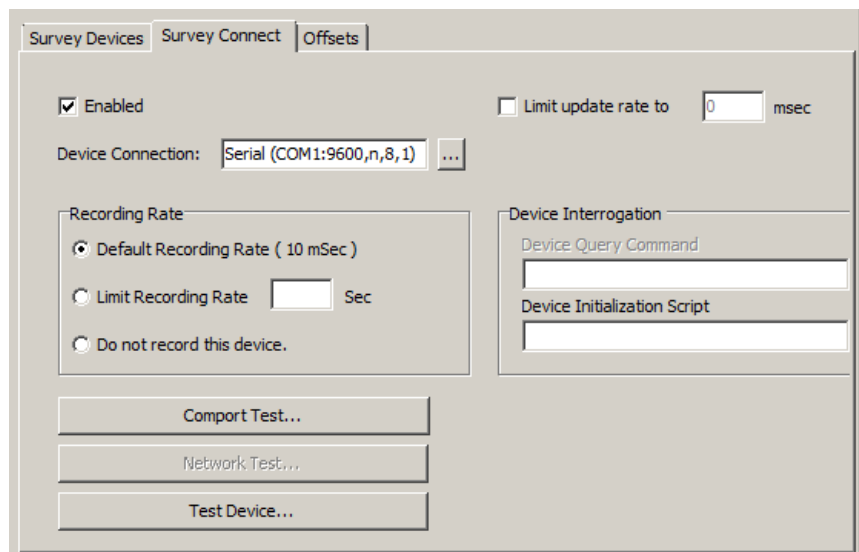 Survey Devices Survey Connect Offsets
Enabled
Limit update rate to 0 msec
Device Connection: Serial (COM1:9600,n,8,1) ...
Recording Rate
Default Recording Rate ( 10 mSec )
Limit Recording Rate Sec
Do not record this device.
Device Interrogation
Device Query Command
Device Initialization Script
Comport Test...
Network Test...
Test Device...